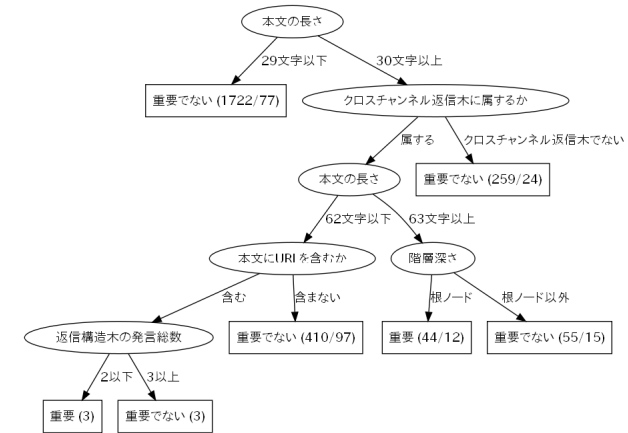 本文の長さ
29文字以下
30文字以上
重要でない (1722/77)
クロスチャンネル返信木に属するか
属する
クロスチャンネル返信木でない
本文の長さ
重要でない (259/24)
62文字以下
63文字以上
本文にURIを含むか
階層深さ
含む
含まない
根ノード
根ノード以外
返信構造木の発言総数
重要でない (410/97)
重要 (44/12)
重要でない (55/15)
2以下
3以上
重要 (3)
重要でない (3)